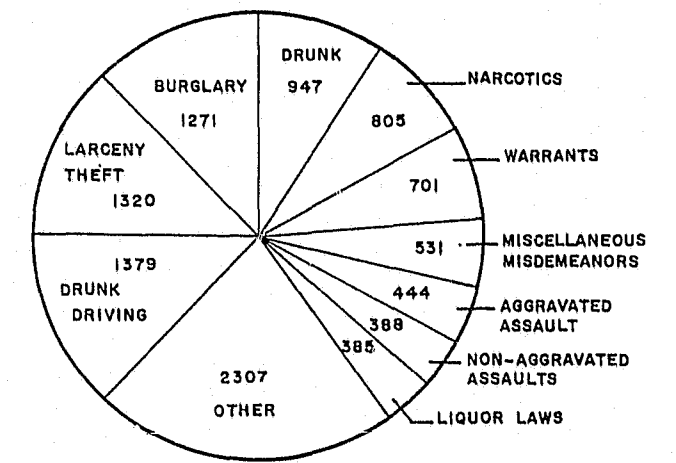 DRUNK
947
NARCOTICS
805
WARRANTS
701
MISCELLANEOUS
MISDEMEANORS
531
AGGRAVATED
ASSAULT
444
NON-AGGRAVATED
ASSAULTS
388
LIQUOR LAWS
385
2307
OTHER
1379
DRUNK
DRIVING
LARCENY
THEFT
1320
BURGLARY
1271